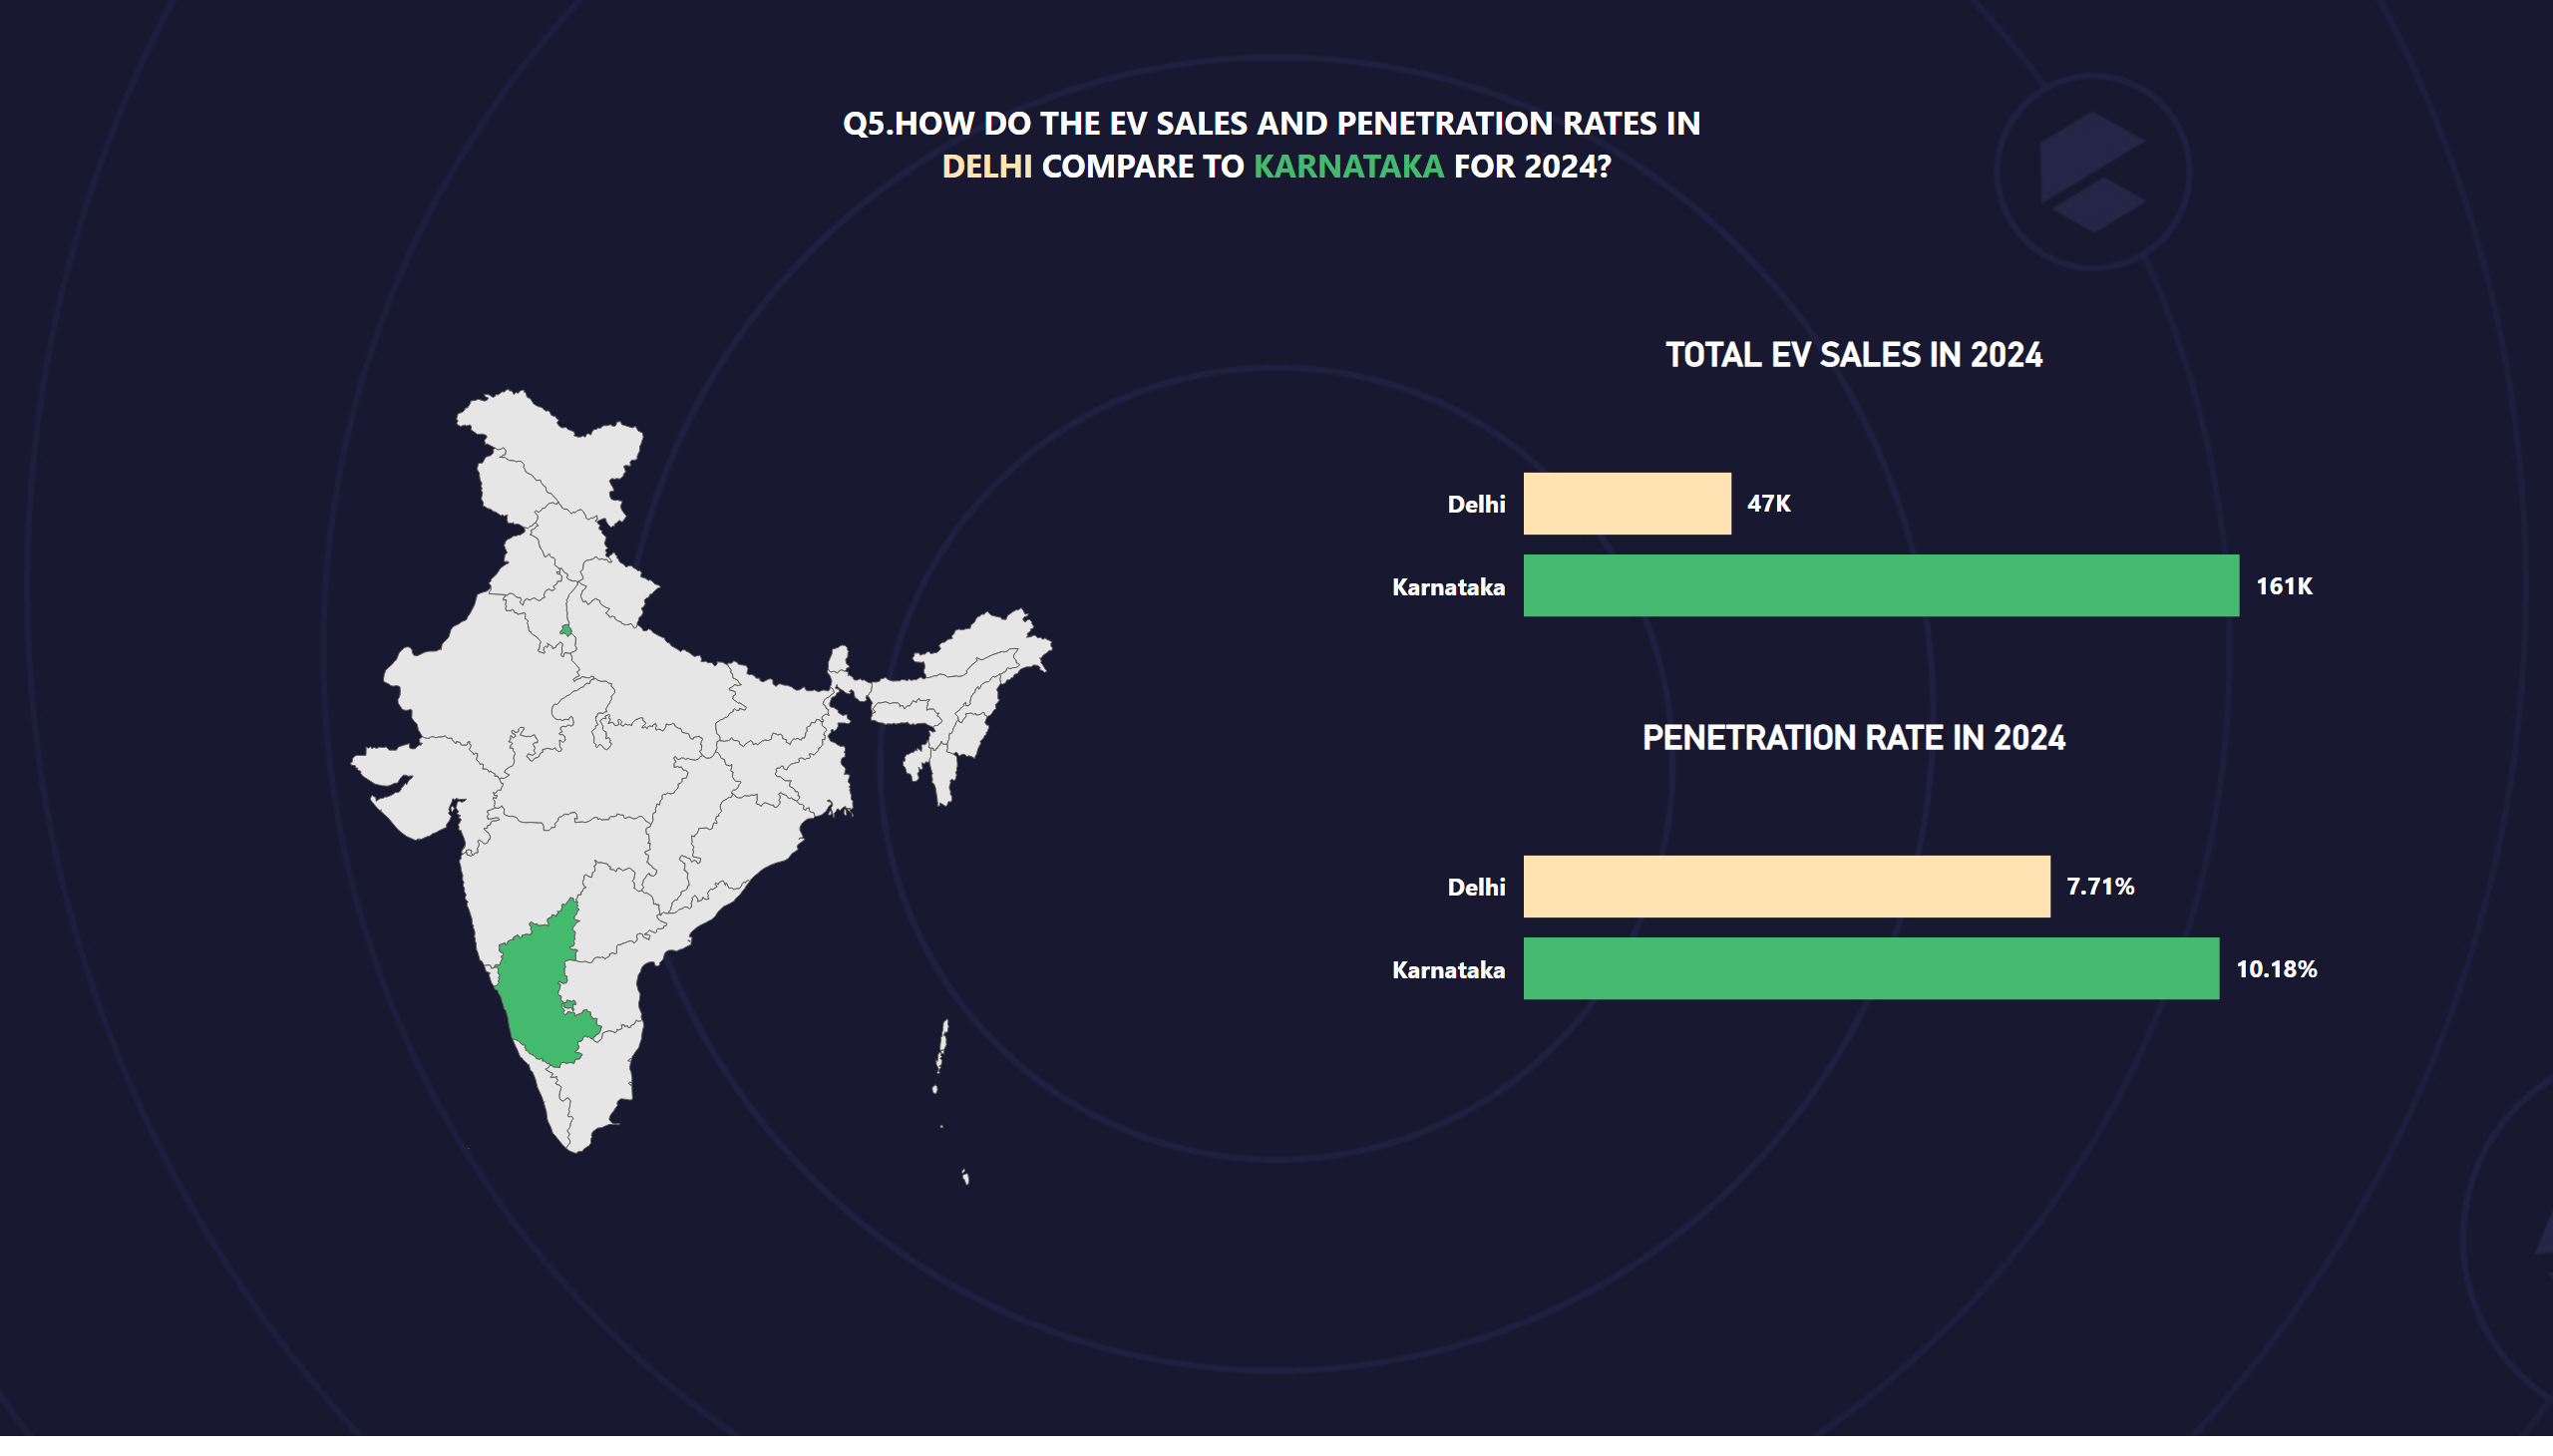 Q5.HOW DO THE EV SALES AND PENETRATION RATES IN
DELHI COMPARE TO KARNATAKA FOR 2024?
TOTAL EV SALES IN 2024
Delhi 47K
Karnataka 161K
PENETRATION RATE IN 2024
Delhi 7.71%
Karnataka 10.18%